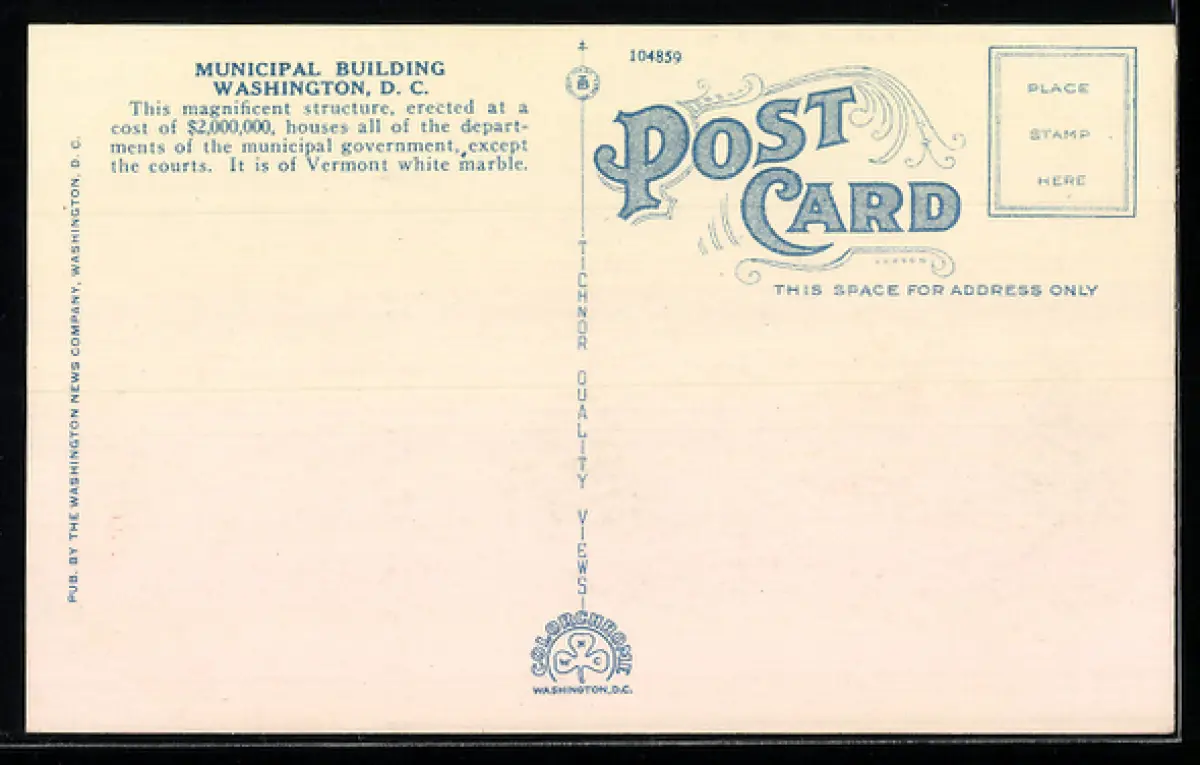 MUNICIPAL BUILDING
WASHINGTON, D. C.
This magnificent structure, erected at a
cost of $2,000,000, houses all of the depart-
ments of the municipal government, except
the courts. It is of Vermont white marble.
PUB. BY THE WASHINGTON NEWS COMPANY, WASHINGTON, D. C.
TICHNOR QUALITY VIEWS
COLORCHROME
W N C
WASHINGTON, D.C.
104859
POST
CARD
PLACE
STAMP
HERE
THIS SPACE FOR ADDRESS ONLY